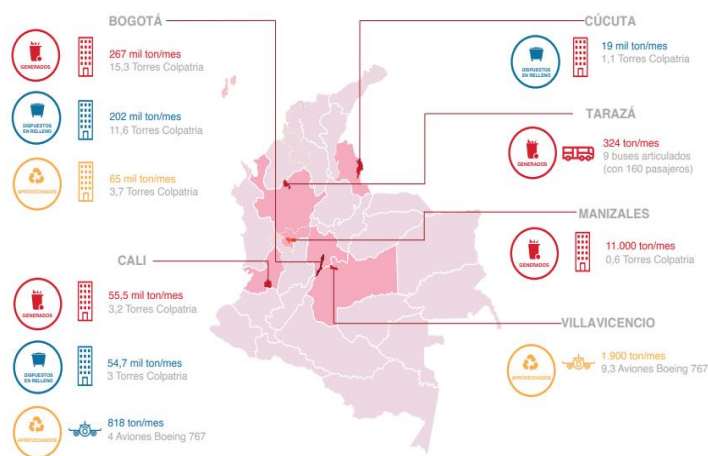 BOGOTÁ
GENERADOS
267 mil ton/mes
15,3 Torres Colpatria
DISPUESTOS
EN RELLENO
202 mil ton/mes
11,6 Torres Colpatria
APROVECHADOS
65 mil ton/mes
3,7 Torres Colpatria
CALI
GENERADOS
55,5 mil ton/mes
3,2 Torres Colpatria
DISPUESTOS
EN RELLENO
54,7 mil ton/mes
3 Torres Colpatria
APROVECHADOS
818 ton/mes
4 Aviones Boeing 767
CÚCUTA
DISPUESTOS
EN RELLENO
19 mil ton/mes
1,1 Torres Colpatria
TARAZÁ
GENERADOS
324 ton/mes
9 buses articulados
(con 160 pasajeros)
MANIZALES
GENERADOS
11.000 ton/mes
0,6 Torres Colpatria
VILLAVICENCIO
APROVECHADOS
1.900 ton/mes
9,3 Aviones Boeing 767